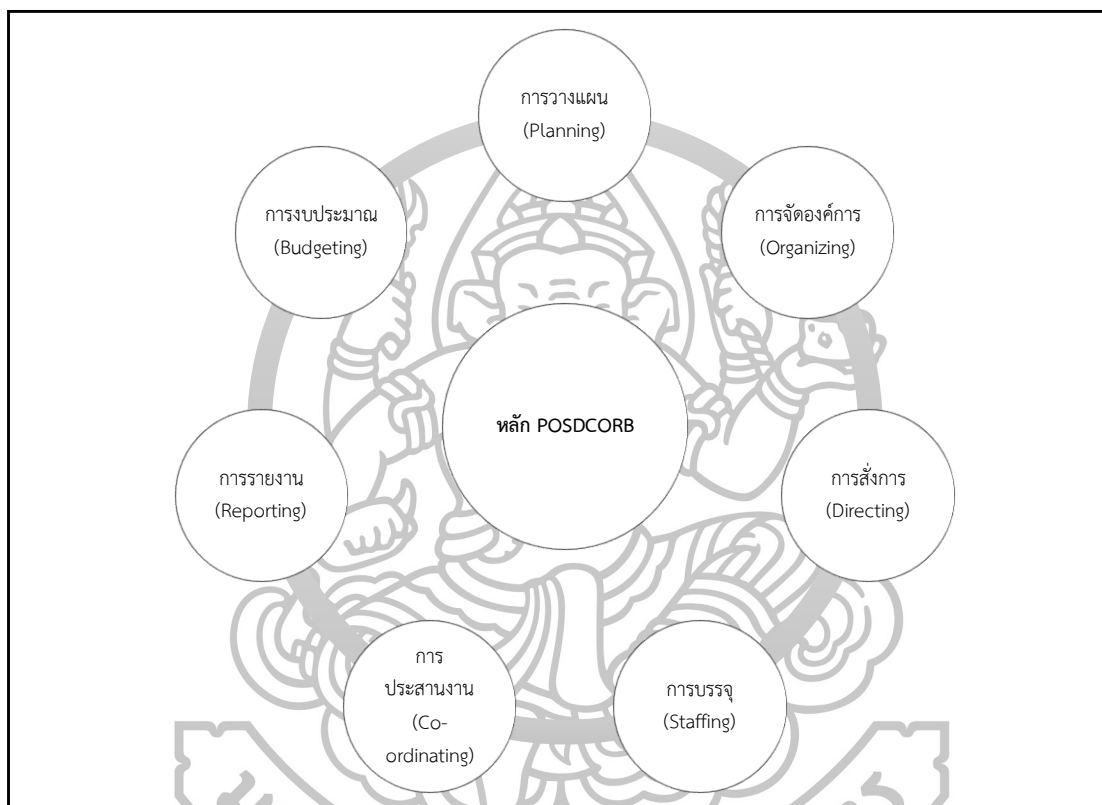 การวางแผน
(Planning)
การจัดองค์การ
(Organizing)
การสั่งการ
(Directing)
การบรรจุ
(Staffing)
การ
ประสานงาน
(Co-
ordinating)
การรายงาน
(Reporting)
การงบประมาณ
(Budgeting)
หลัก POSDCORB